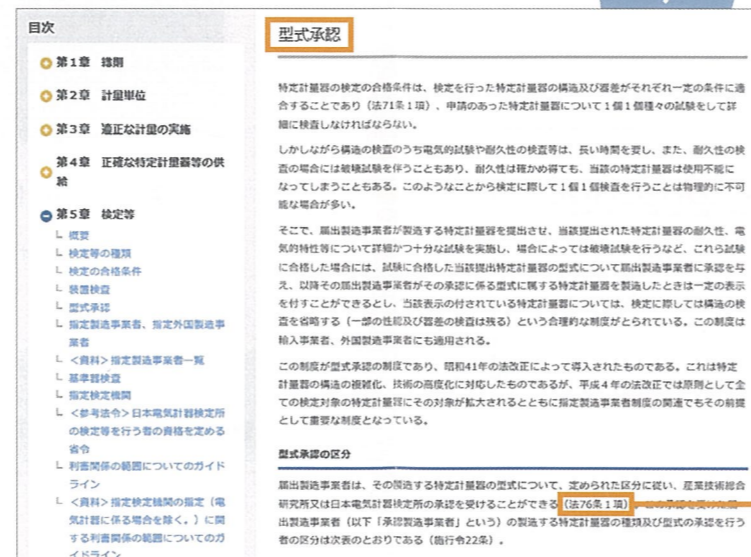 目次
第1章 総則
第2章 計量単位
第3章 適正な計量の実施
第4章 正確な特定計量器等の供
給
第5章 検定等
概要
検定等の種類
検定の合格条件
装置検査
型式承認
指定製造事業者、指定外国製造事
業者
<資料>指定製造事業者一覧
基準器検査
指定検定機関
<参考法令>日本電気計器検定所
の検定等を行う者の資格を定める
省令
利害関係の範囲についてのガイド
ライン
<資料>指定検定機関の指定(電
気計器に係る場合を除く。)に関
する利害関係の範囲についてのガ
イドライン
型式承認
特定計量器の検定の合格条件は、検定を行った特定計量器の構造及び器差がそれぞれ一定の条件に適
合することであり(法71条1項)、申請のあった特定計量器について1個1個種々の試験をして詳
細に検査しなければならない。
しかしながら構造の検査のうち電気的試験や耐久性の検査等は、長い時間を要し、また、耐久性の検
査の場合には破壊試験を伴うこともあり、耐久性は確かめ得ても、当該の特定計量器は使用不能に
なってしまうこともある。このようなことから検定に際して1個1個検査を行うことは物理的に不可
能な場合が多い。
そこで、届出製造事業者が製造する特定計量器を提出させ、当該提出された特定計量器の耐久性、電
気的特性等について詳細かつ十分な試験を実施し、場合によっては破壊試験を行うなど、これら試験
に合格した場合には、試験に合格した当該提出特定計量器の型式について届出製造事業者に承認を与
え、以降その届出製造事業者がその承認に係る型式に属する特定計量器を製造したときは一定の表示
を付すことができるとし、当該表示の付されている特定計量器については、検定に際しては構造の検
査を省略する(一部の性能及び器差の検査は残る)という合理的な制度がとられている。この制度は
輸入事業者、外国製造事業者にも適用される。
この制度が型式承認の制度であり、昭和41年の法改正によって導入されたものである。これは特定
計量器の構造の複雑化、技術の高度化に対応したものであるが、平成4年の法改正では原則として全
ての検定対象の特定計量器にその対象が拡大されるとともに指定製造事業者制度の関連でもその前提
として重要な制度となっている。
型式承認の区分
届出製造事業者は、その製造する特定計量器の型式について、定められた区分に従い、産業技術総合
研究所又は日本電気計器検定所の承認を受けることができる(法76条1項)
出製造事業者(以下「承認製造事業者」という)の製造する特定計量器の種類及び型式の承認を行う
者の区分は次表のとおりである(施行令22条)。